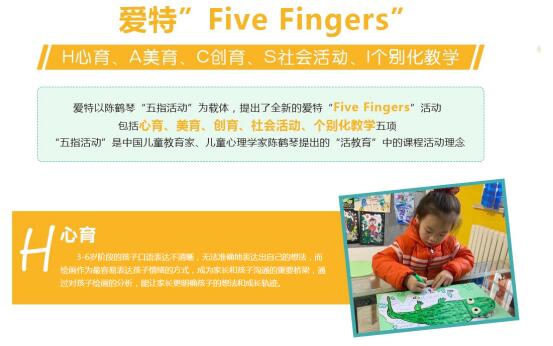 爱特”Five Fingers”
H心育、A美育、C创育、S社会活动、I个别化教学
爱特以陈鹤琴“五指活动”为载体，提出了全新的爱特“Five Fingers”活动
包括心育、美育、创育、社会活动、个别化教学五项
“五指活动”是中国儿童教育家、儿童心理学家陈鹤琴提出的“活教育”中的课程活动理念
H 心育
3-6岁阶段的孩子口语表达不清晰，无法准确地表达出自己的想法，而
绘画作为最容易表达孩子情绪的方式，成为家长和孩子沟通的重要桥梁，通
过对孩子绘画的分析，能让家长更明确孩子的想法和成长轨迹。